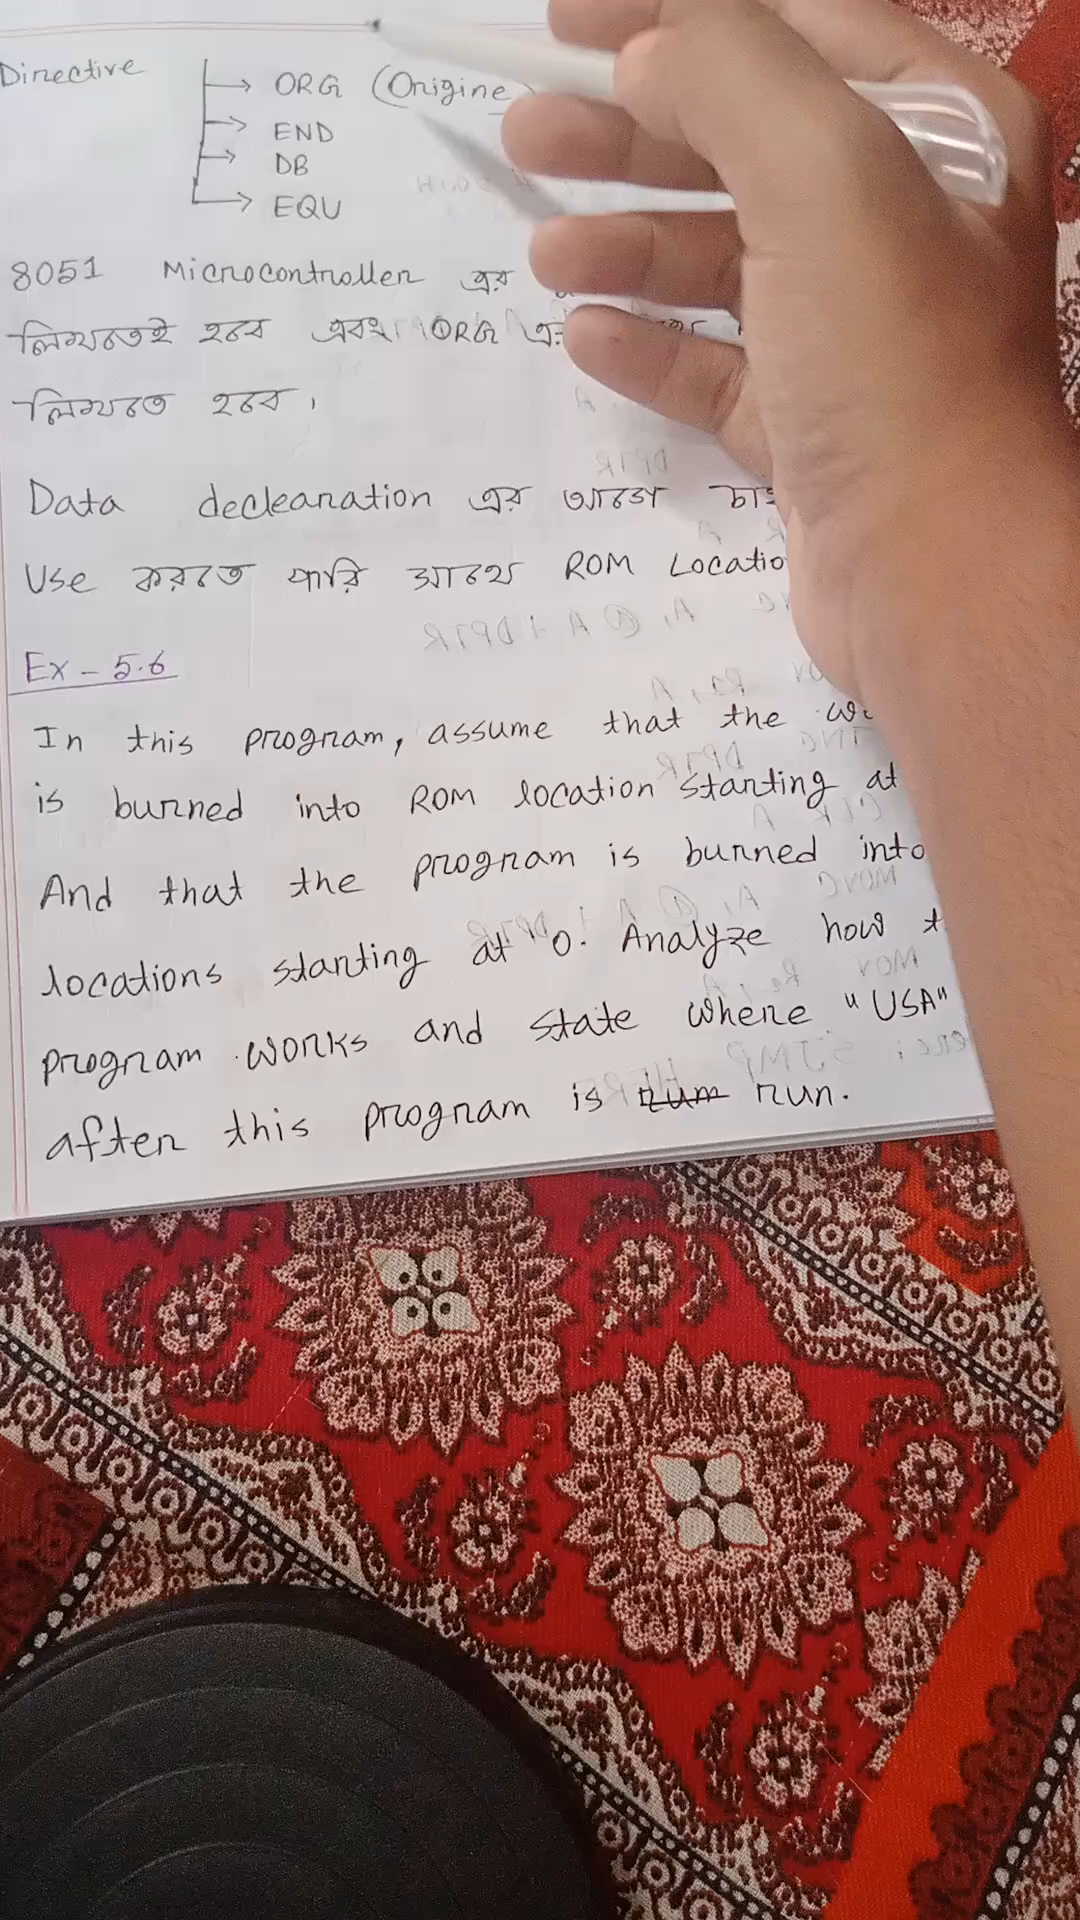 Directive → ORG (Origine)
→ END
→ DB
→ EQU
8051 Microcontroller এর
লিখতেই হবে এবং ORG এর
লিখতে হবে।
Data declearation এর আগে
Use করতে পারি সাথে ROM Locatio
Ex - 5.6
In this program, assume that the
is burned into ROM location starting at
And that the program is burned into
locations starting at 0. Analyze how
program works and state where "USA"
after this program is run.